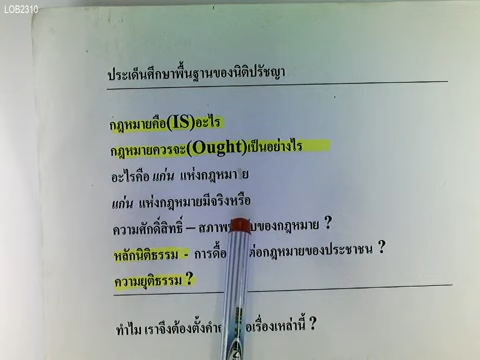 LOB2310
ประเด็นศึกษาพื้นฐานของนิติปรัชญา
กฎหมายคือ(IS)อะไร
กฎหมายควรจะ(Ought)เป็นอย่างไร
อะไรคือ แก่น แห่งกฎหมาย
แก่น แห่งกฎหมายมีจริงหรือ
ความศักดิ์สิทธิ์ – ของกฎหมาย ?
หลักนิติธรรม - การดื้อ ต่อกฎหมายของประชาชน ?
ความยุติธรรม ?
ทำไม เราจึงต้องตั้ง เรื่องเหล่านี้ ?